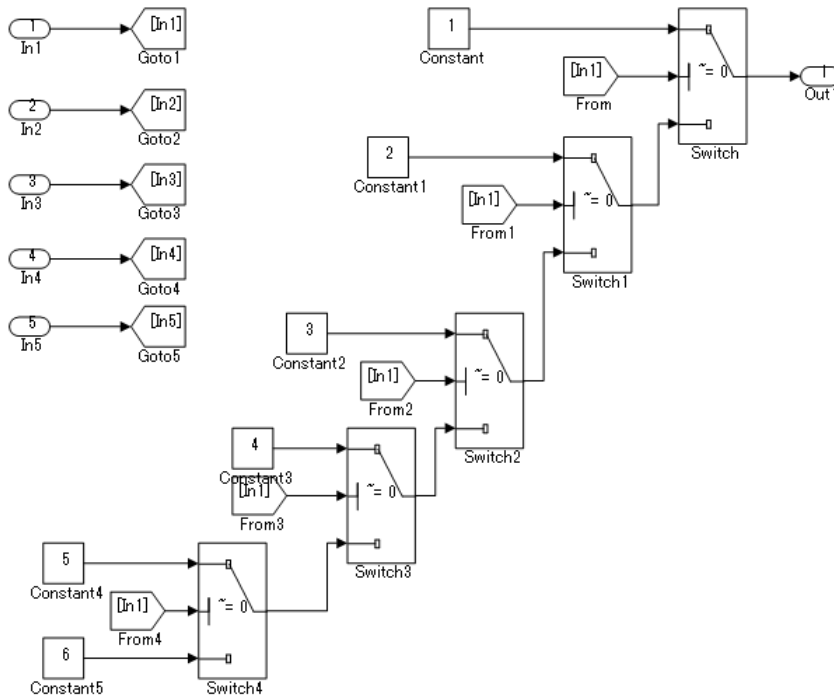 1
In1
[In1]
Goto1
2
In2
[In2]
Goto2
3
In3
[In3]
Goto3
4
In4
[In4]
Goto4
5
In5
[In5]
Goto5
1
Constant
[In1]
From
~= 0
Switch
1
Out1
2
Constant1
[In1]
From1
~= 0
Switch1
3
Constant2
[In1]
From2
~= 0
Switch2
4
Constant3
[In1]
From3
~= 0
Switch3
5
Constant4
[In1]
From4
~= 0
6
Constant5
Switch4